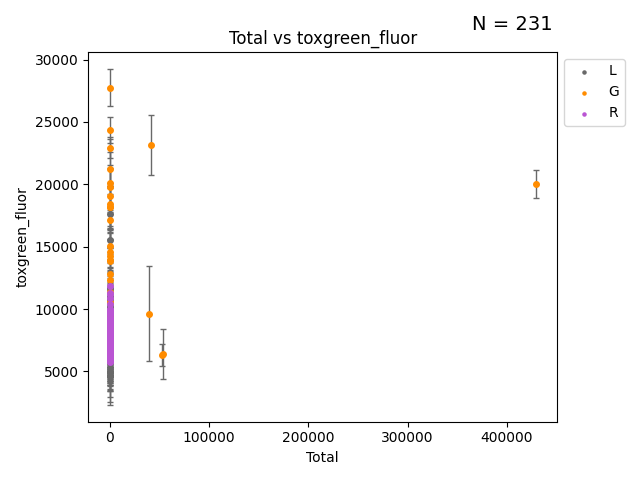 N = 231
Total vs toxgreen_fluor
30000
25000
20000
15000
10000
5000
toxgreen_fluor
0
100000
200000
300000
400000
Total
L
G
R